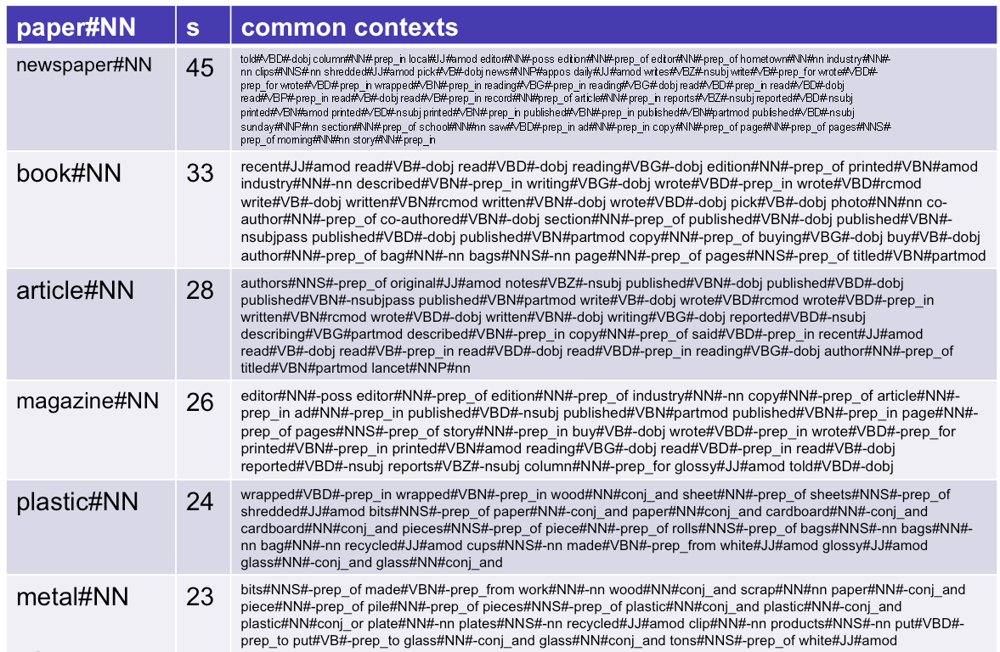 paper#NN s common contexts
newspaper#NN 45 told#VBD#-dobj column#NN#-prep_in local#JJ#amod editor#NN#-poss edition#NN#-prep_of editor#NN#-prep_of hometown#NN#nn industry#NN#-
nn clips#NNS#-nn shredded#JJ#amod pick#VB#-dobj news#NNP#appos daily#JJ#amod writes#VBZ#-nsubj write#VB#-prep_for wrote#VBD#-
prep_for wrote#VBD#-prep_in wrapped#VBN#-prep_in reading#VBG#-prep_in reading#VBG#-dobj read#VBD#-prep_in read#VBD#-dobj
read#VBP#-prep_in read#VB#-dobj read#VB#-prep_in record#NN#prep_of article#NN#-prep_in reports#VBZ#-nsubj reported#VBD#-nsubj
printed#VBN#amod printed#VBD#-nsubj printed#VBN#-prep_in published#VBN#-prep_in published#VBN#partmod published#VBD#-nsubj
sunday#NNP#nn section#NN#-prep_of school#NN#nn saw#VBD#-prep_in ad#NN#-prep_in copy#NN#-prep_of page#NN#-prep_of pages#NNS#-
prep_of morning#NN#nn story#NN#-prep_in
book#NN 33 recent#JJ#amod read#VB#-dobj read#VBD#-dobj reading#VBG#-dobj edition#NN#-prep_of printed#VBN#amod
industry#NN#-nn described#VBN#-prep_in writing#VBG#-dobj wrote#VBD#-prep_in wrote#VBD#rcmod
write#VB#-dobj written#VBN#rcmod written#VBN#-dobj wrote#VBD#-dobj pick#VB#-dobj photo#NN#nn co-
author#NN#-prep_of co-authored#VBN#-dobj section#NN#-prep_of published#VBN#-dobj published#VBN#-
nsubjpass published#VBD#-dobj published#VBN#partmod copy#NN#-prep_of buying#VBG#-dobj buy#VB#-dobj
author#NN#-prep_of bag#NN#-nn bags#NNS#-nn page#NN#-prep_of pages#NNS#-prep_of titled#VBN#partmod
article#NN 28 authors#NNS#-prep_of original#JJ#amod notes#VBZ#-nsubj published#VBN#-dobj published#VBD#-dobj
published#VBN#-nsubjpass published#VBN#partmod write#VB#-dobj wrote#VBD#rcmod wrote#VBD#-prep_in
written#VBN#rcmod wrote#VBD#-dobj written#VBN#-dobj writing#VBG#-dobj reported#VBD#-nsubj
describing#VBG#partmod described#VBN#-prep_in copy#NN#-prep_of said#VBD#-prep_in recent#JJ#amod
read#VB#-dobj read#VB#-prep_in read#VBD#-dobj read#VBD#-prep_in reading#VBG#-dobj author#NN#-prep_of
titled#VBN#partmod lancet#NNP#nn
magazine#NN 26 editor#NN#-poss editor#NN#-prep_of edition#NN#-prep_of industry#NN#-nn copy#NN#-prep_of article#NN#-
prep_in ad#NN#-prep_in published#VBD#-nsubj published#VBN#partmod published#VBN#-prep_in page#NN#-
prep_of pages#NNS#-prep_of story#NN#-prep_in buy#VB#-dobj wrote#VBD#-prep_in wrote#VBD#-prep_for
printed#VBN#-prep_in printed#VBN#amod reading#VBG#-dobj read#VBD#-prep_in read#VB#-dobj
reported#VBD#-nsubj reports#VBZ#-nsubj column#NN#-prep_for glossy#JJ#amod told#VBD#-dobj
plastic#NN 24 wrapped#VBD#-prep_in wrapped#VBN#-prep_in wood#NN#conj_and sheet#NN#-prep_of sheets#NNS#-prep_of
shredded#JJ#amod bits#NNS#-prep_of paper#NN#-conj_and paper#NN#conj_and cardboard#NN#-conj_and
cardboard#NN#conj_and pieces#NNS#-prep_of piece#NN#-prep_of rolls#NNS#-prep_of bags#NNS#-nn bags#NN#-
nn bag#NN#-nn recycled#JJ#amod cups#NNS#-nn made#VBN#-prep_from white#JJ#amod glossy#JJ#amod
glass#NN#-conj_and glass#NN#conj_and
metal#NN 23 bits#NNS#-prep_of made#VBN#-prep_from work#NN#-nn wood#NN#conj_and scrap#NN#nn paper#NN#-conj_and
piece#NN#-prep_of pile#NN#-prep_of pieces#NNS#-prep_of plastic#NN#conj_and plastic#NN#-conj_and
plastic#NN#conj_or plate#NN#-nn plates#NNS#-nn recycled#JJ#amod clip#NN#-nn products#NNS#-nn put#VBD#-
prep_to put#VB#-prep_to glass#NN#-conj_and glass#NN#conj_and tons#NNS#-prep_of white#JJ#amod